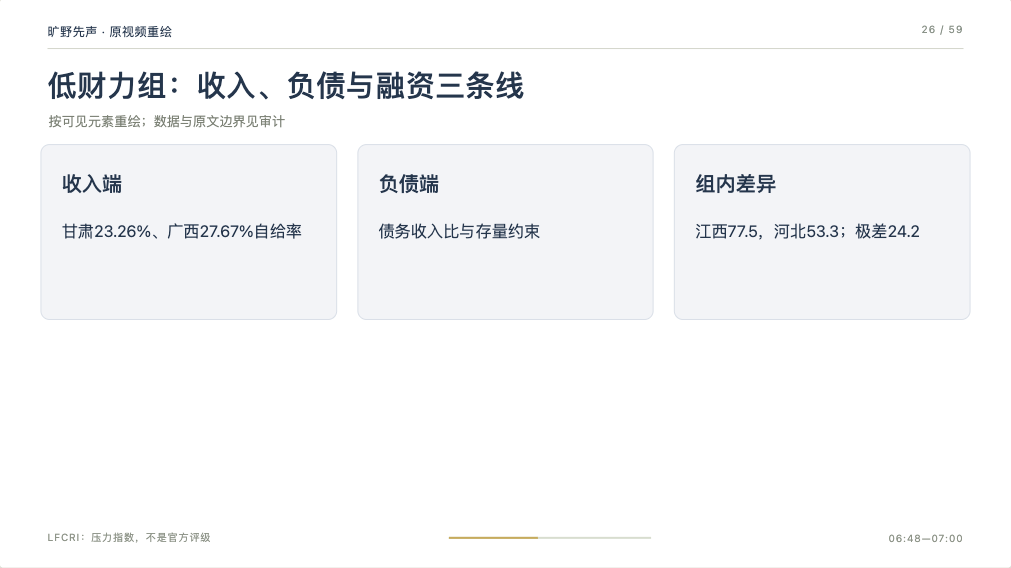 旷野先声 · 原视频重绘
26 / 59
低财力组：收入、负债与融资三条线
按可见元素重绘；数据与原文边界见审计
收入端
甘肃23.26%、广西27.67%自给率
负债端
债务收入比与存量约束
组内差异
江西77.5，河北53.3；极差24.2
LFCRI：压力指数，不是官方评级
06:48—07:00